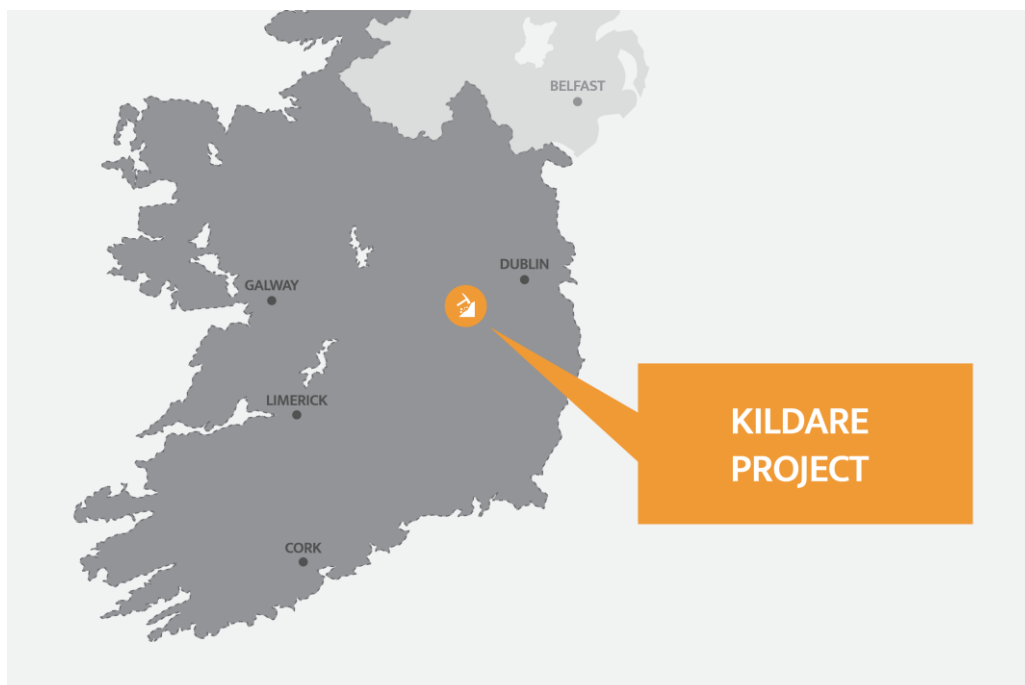 BELFAST
DUBLIN
GALWAY
LIMERICK
CORK
KILDARE
PROJECT